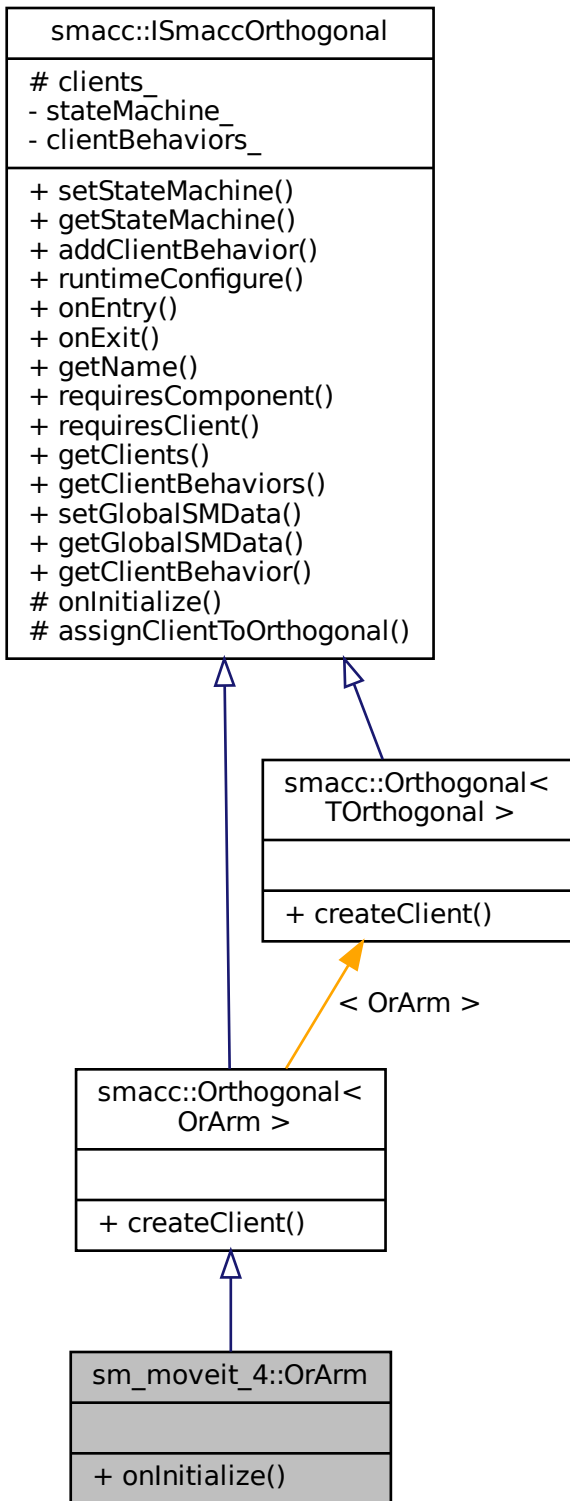 smacc::ISmaccOrthogonal
# clients_
- stateMachine_
- clientBehaviors_
+ setStateMachine()
+ getStateMachine()
+ addClientBehavior()
+ runtimeConfigure()
+ onEntry()
+ onExit()
+ getName()
+ requiresComponent()
+ requiresClient()
+ getClients()
+ getClientBehaviors()
+ setGlobalSMData()
+ getGlobalSMData()
+ getClientBehavior()
# onInitialize()
# assignClientToOrthogonal()
smacc::Orthogonal<
TOrthogonal >
+ createClient()
< OrArm >
smacc::Orthogonal<
OrArm >
+ createClient()
sm_moveit_4::OrArm
+ onInitialize()